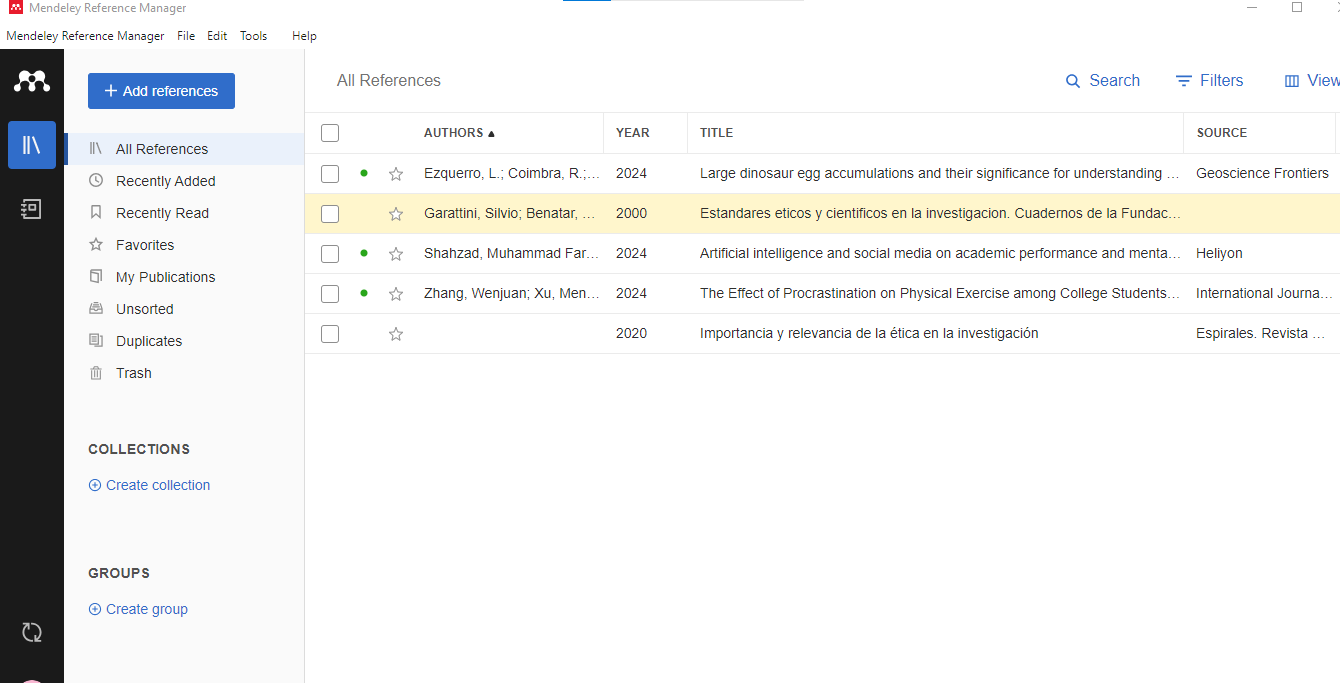 Mendeley Reference Manager
Mendeley Reference Manager File Edit Tools Help
+ Add references
All References
Recently Added
Recently Read
Favorites
My Publications
Unsorted
Duplicates
Trash
COLLECTIONS
Create collection
GROUPS
Create group
All References Search Filters View
AUTHORS ▲ YEAR TITLE SOURCE
Ezquerro, L.; Coimbra, R.;... 2024 Large dinosaur egg accumulations and their significance for understanding ... Geoscience Frontiers
Garattini, Silvio; Benatar, ... 2000 Estandares eticos y cientificos en la investigacion. Cuadernos de la Fundac...
Shahzad, Muhammad Far... 2024 Artificial intelligence and social media on academic performance and menta... Heliyon
Zhang, Wenjuan; Xu, Men... 2024 The Effect of Procrastination on Physical Exercise among College Students... International Journa...
2020 Importancia y relevancia de la ética en la investigación Espirales. Revista ...